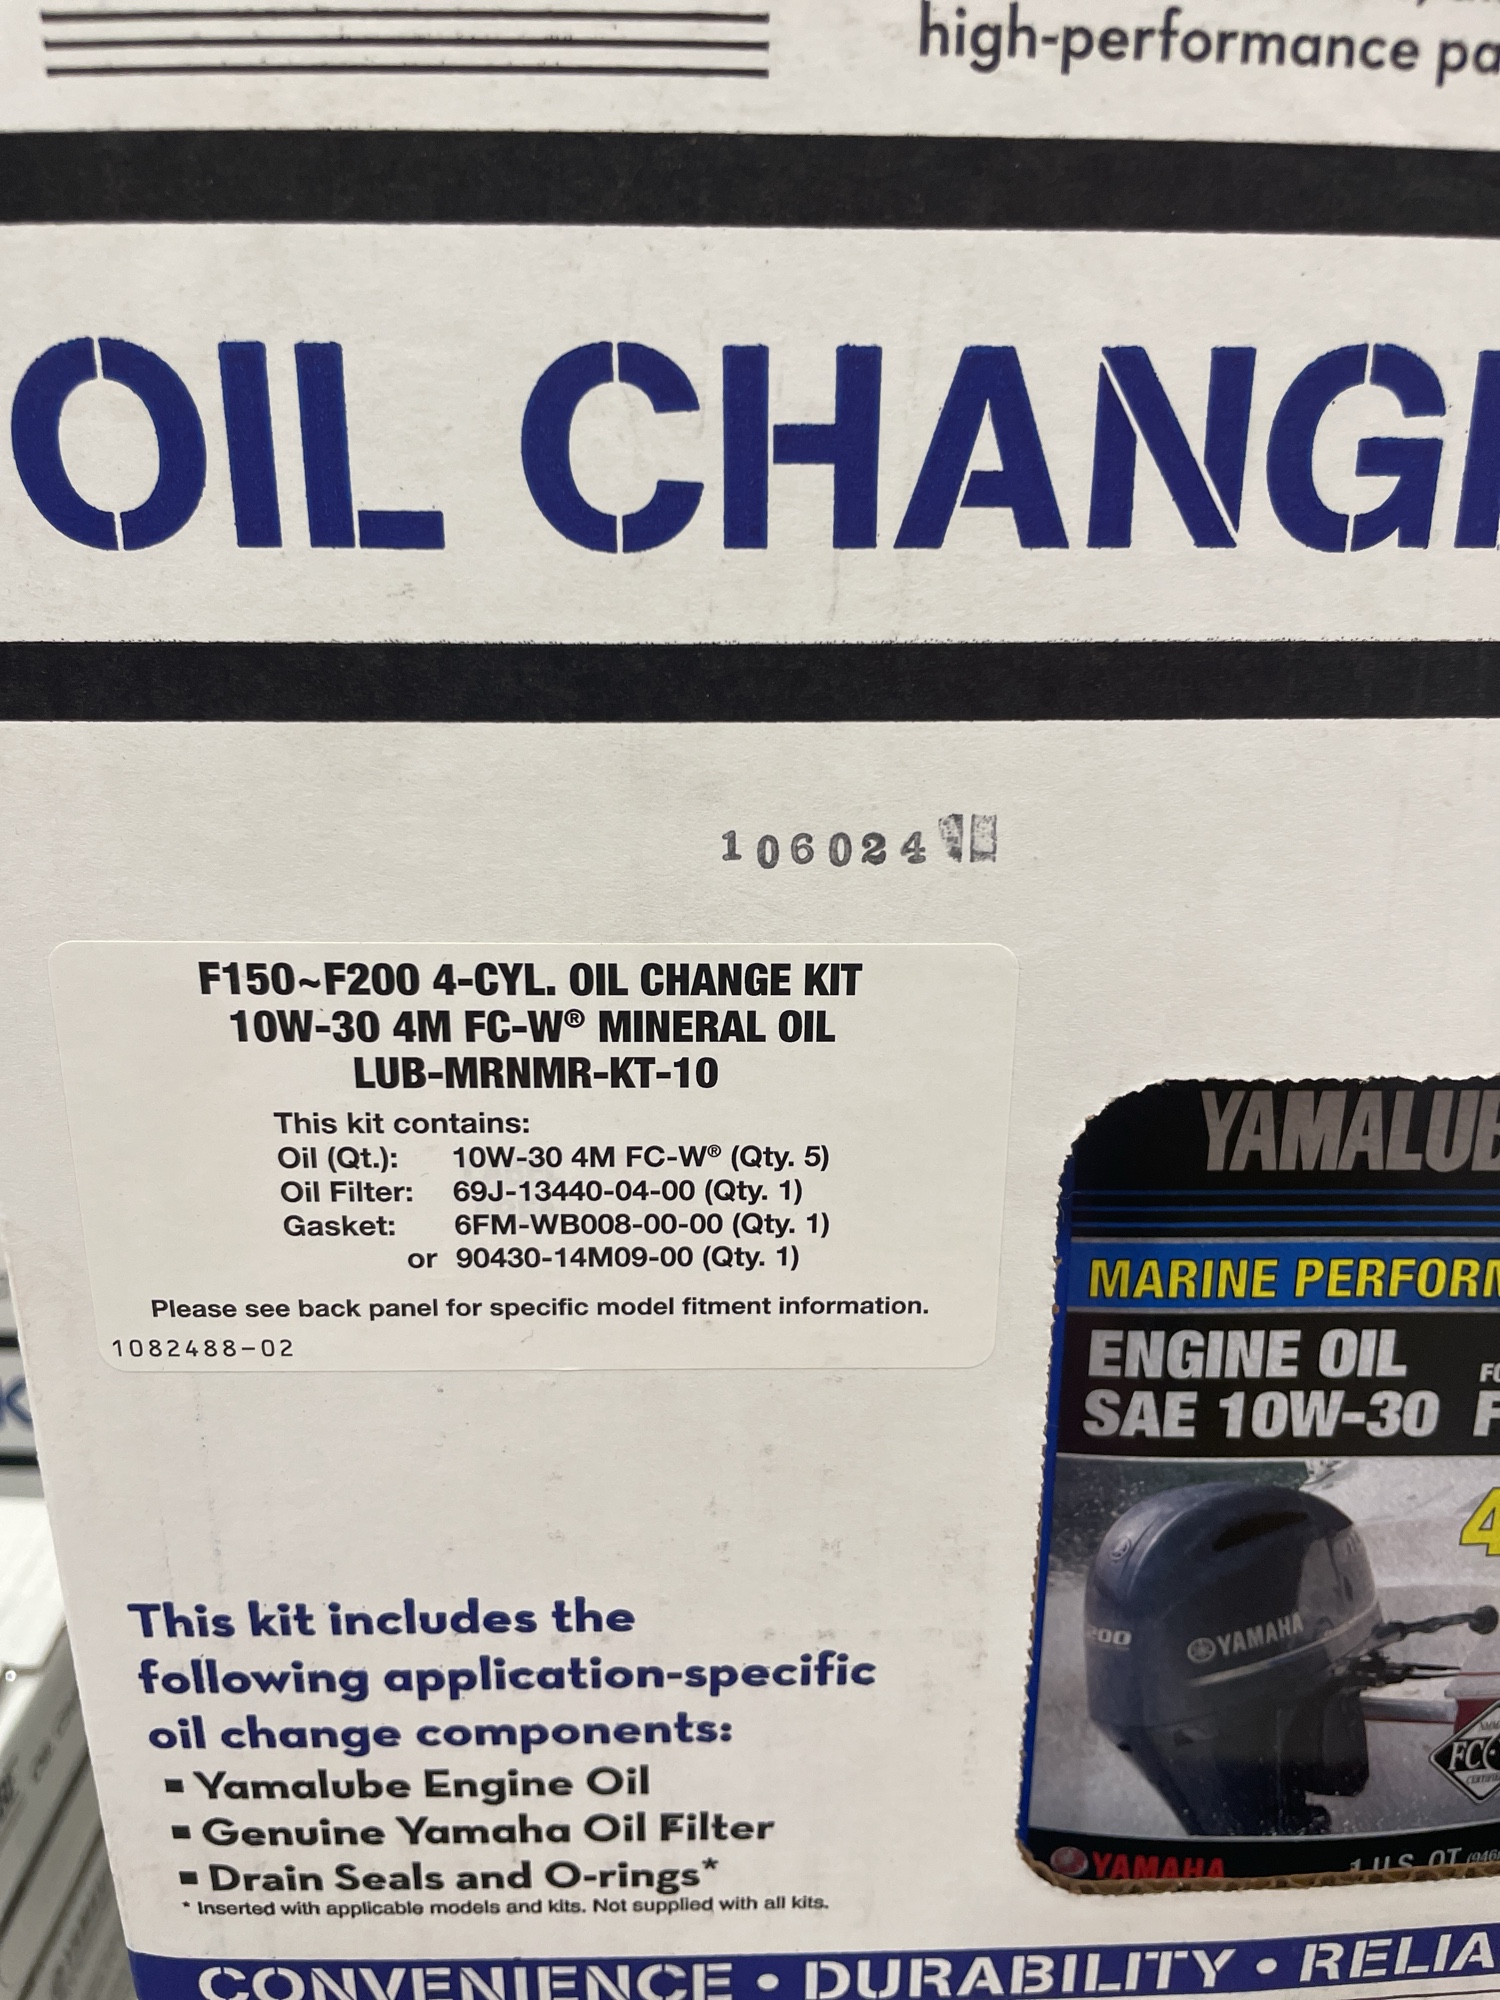 high-performance
OIL CHANG
106024
F150~F200 4-CYL. OIL CHANGE KIT
10W-30 4M FC-W® MINERAL OIL
LUB-MRNMR-KT-10
This kit contains:
Oil (Qt.): 10W-30 4M FC-W® (Qty. 5)
Oil Filter: 69J-13440-04-00 (Qty. 1)
Gasket: 6FM-WB008-00-00 (Qty. 1)
or 90430-14M09-00 (Qty. 1)
Please see back panel for specific model fitment information.
1082488-02
YAMALUB
MARINE PERFORM
ENGINE OIL
SAE 10W-30 F
4
200
YAMAHA
FC
YAMAHA
1 U.S. QT
This kit includes the
following application-specific
oil change components:
▪ Yamalube Engine Oil
▪ Genuine Yamaha Oil Filter
▪ Drain Seals and O-rings*
* Inserted with applicable models and kits. Not supplied with all kits.
CONVENIENCE • DURABILITY • RELIA